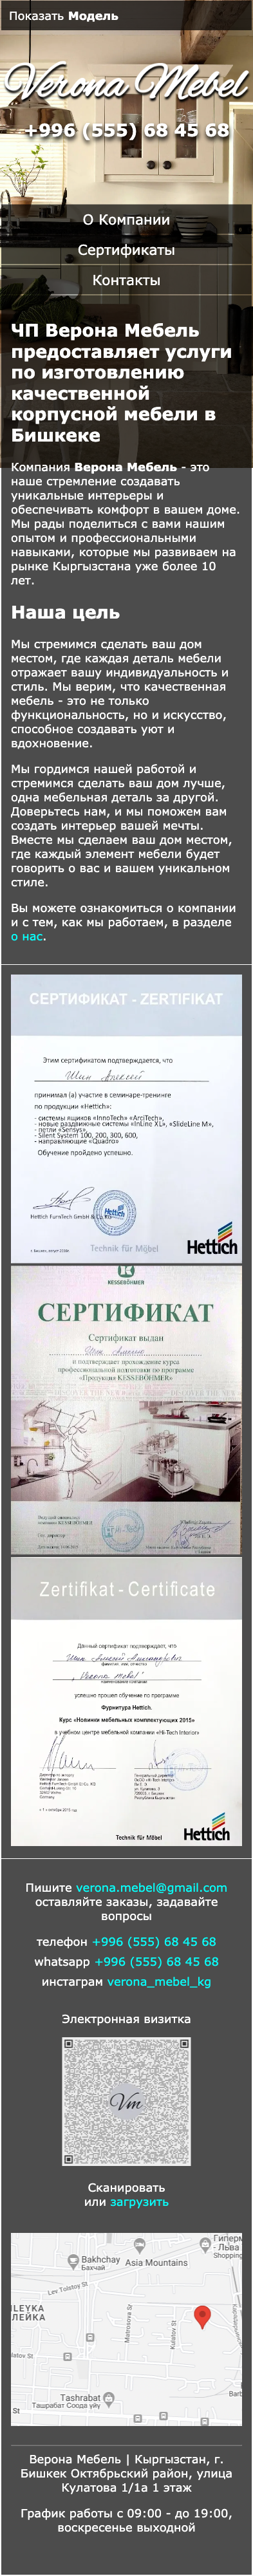 Показать Модель
Verona Mebel
+996 (555) 68 45 68
О Компании
Сертификаты
Контакты
ЧП Верона Мебель
предоставляет услуги
по изготовлению
качественной
корпусной мебели в
Бишкеке
Компания Верона Мебель - это
наше стремление создавать
уникальные интерьеры и
обеспечивать комфорт в вашем доме.
Мы рады поделиться с вами нашим
опытом и профессиональными
навыками, которые мы развиваем на
рынке Кыргызстана уже более 10
лет.
Наша цель
Мы стремимся сделать ваш дом
местом, где каждая деталь мебели
отражает вашу индивидуальность и
стиль. Мы верим, что качественная
мебель - это не только
функциональность, но и искусство,
способное создавать уют и
вдохновение.
Мы гордимся нашей работой и
стремимся сделать ваш дом лучше,
одна мебельная деталь за другой.
Доверьтесь нам, и мы поможем вам
создать интерьер вашей мечты.
Вместе мы сделаем ваш дом местом,
где каждый элемент мебели будет
говорить о вас и вашем уникальном
стиле.
Вы можете ознакомиться о компании
и с тем, как мы работаем, в разделе
о нас.
СЕРТИФИКАТ - ZERTIFIKAT
Этим сертификатом подтверждается, что
Шин Алексей
принимал (а) участие в семинаре-тренинге
по продукции «Hettich»:
- системы ящиков «InnoTech» «ArciTech»,
- новые раздвижные системы «InLine XL», «SlideLine M»,
- петли «Sensys»,
- Silent System 100, 200, 300, 600,
- направляющие «Quadro»
Обучение пройдено успешно.
Hettich FurnTech GmbH & Co.
Technik für Möbel
Hettich
KESSEBÖHMER
СЕРТИФИКАТ
Сертификат выдан
и подтверждает прохождение курса
профессиональной подготовки по программе
«Продукция KESSEBÖHMER»
Zertifikat - Certificate
Данный сертификат подтверждает, что
Шин Алексей Александрович
"Verona Mebel"
успешно прошел обучение по программе
Фурнитура Hettich.
Курс «Новинки мебельных комплектующих 2015»
в учебном центре мебельной компании «Hi-Tech Interior»
Technik für Möbel
Hettich
Пишите verona.mebel@gmail.com
оставляйте заказы, задавайте
вопросы
телефон +996 (555) 68 45 68
whatsapp +996 (555) 68 45 68
инстаграм verona_mebel_kg
Электронная визитка
Vm
Сканировать
или загрузить
Гиперм
- Льва
Shopping
Bakhchay
Бахчай
Asia Mountains
Lev Tolstoy St
ILEYKA
ЛЕЙКА
Matrosova St
Kulatov St
Tashrabat
Ташрабат Соода үйү
St
Barb
Верона Мебель | Кыргызстан, г.
Бишкек Октябрьский район, улица
Кулатова 1/1а 1 этаж
График работы с 09:00 - до 19:00,
воскресенье выходной